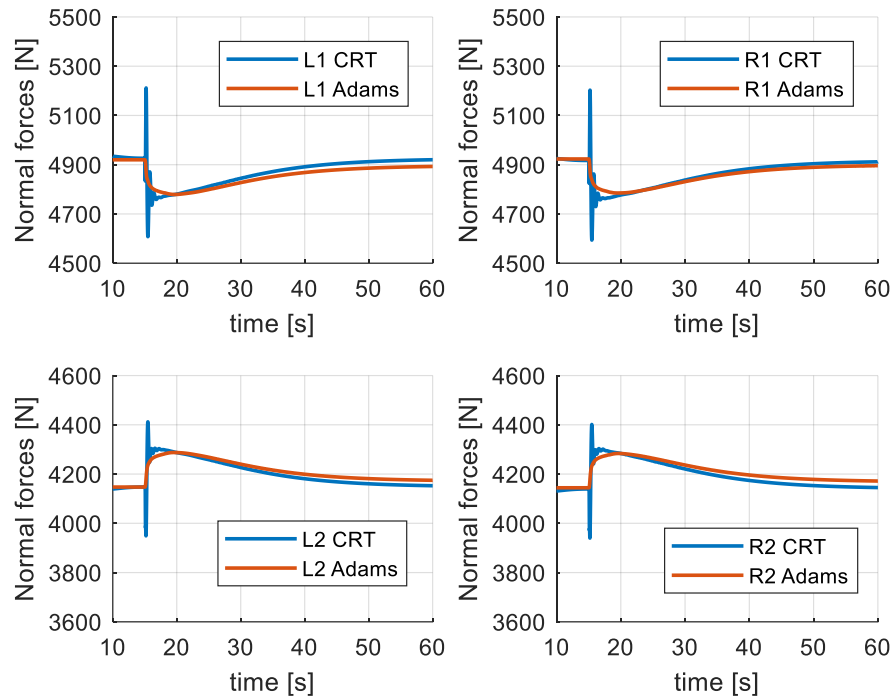 Normal forces [N]
5500
5300
5100
4900
4700
4500
L1 CRT
L1 Adams
10 20 30 40 50 60
time [s]
Normal forces [N]
5500
5300
5100
4900
4700
4500
R1 CRT
R1 Adams
10 20 30 40 50 60
time [s]
Normal forces [N]
4600
4400
4200
4000
3800
3600
L2 CRT
L2 Adams
10 20 30 40 50 60
time [s]
Normal forces [N]
4600
4400
4200
4000
3800
3600
R2 CRT
R2 Adams
10 20 30 40 50 60
time [s]